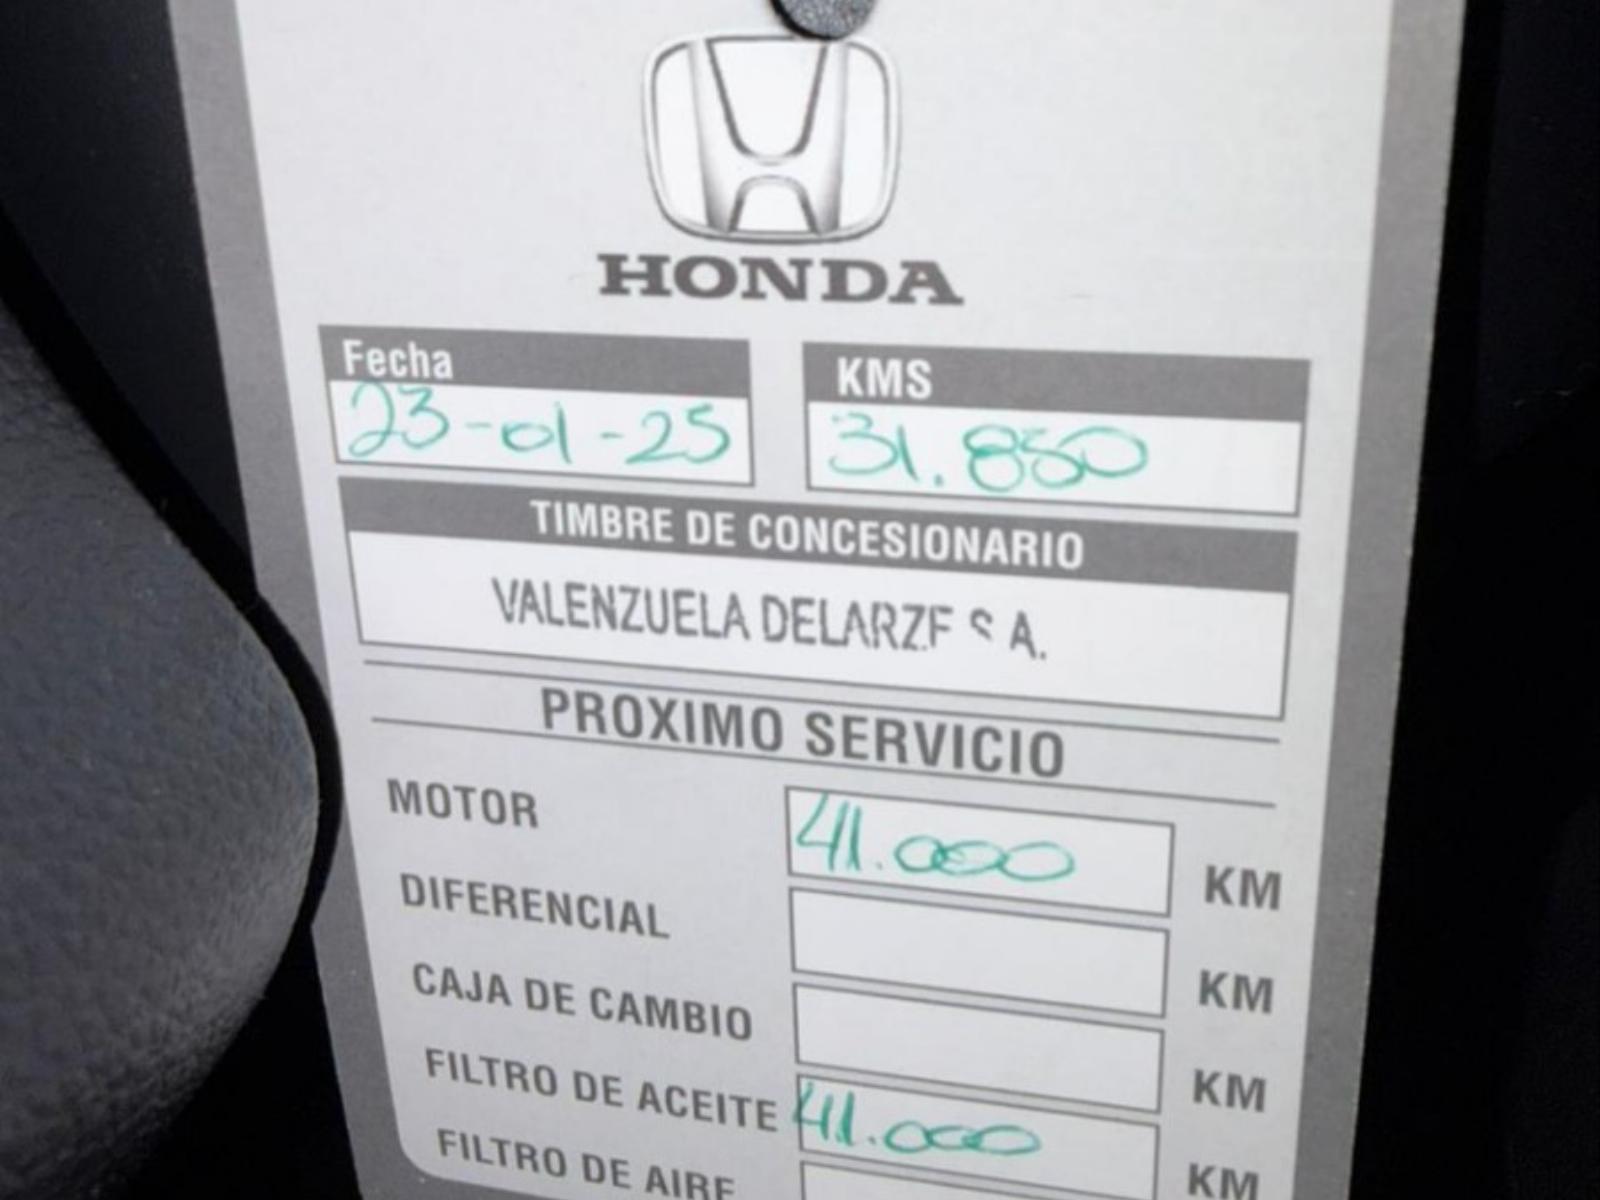 HONDA
Fecha KMS
23-01-25 31.850
TIMBRE DE CONCESIONARIO
VALENZUELA DELARZE S A.
PROXIMO SERVICIO
MOTOR 41.000 KM
DIFERENCIAL KM
CAJA DE CAMBIO KM
FILTRO DE ACEITE 41.000 KM
FILTRO DE AIRE